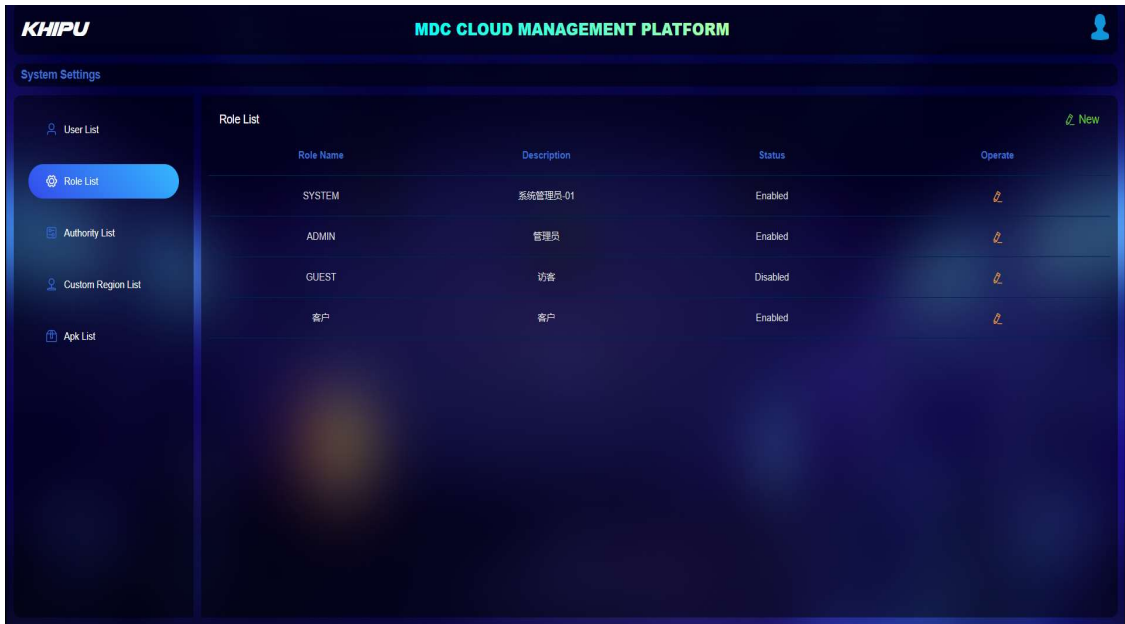 KHIPU
MDC CLOUD MANAGEMENT PLATFORM
System Settings
User List
Role List
Authority List
Custom Region List
Apk List
Role List
New
Role Name Description Status Operate
SYSTEM 系统管理员-01 Enabled
ADMIN 管理员 Enabled
GUEST 访客 Disabled
客户 客户 Enabled